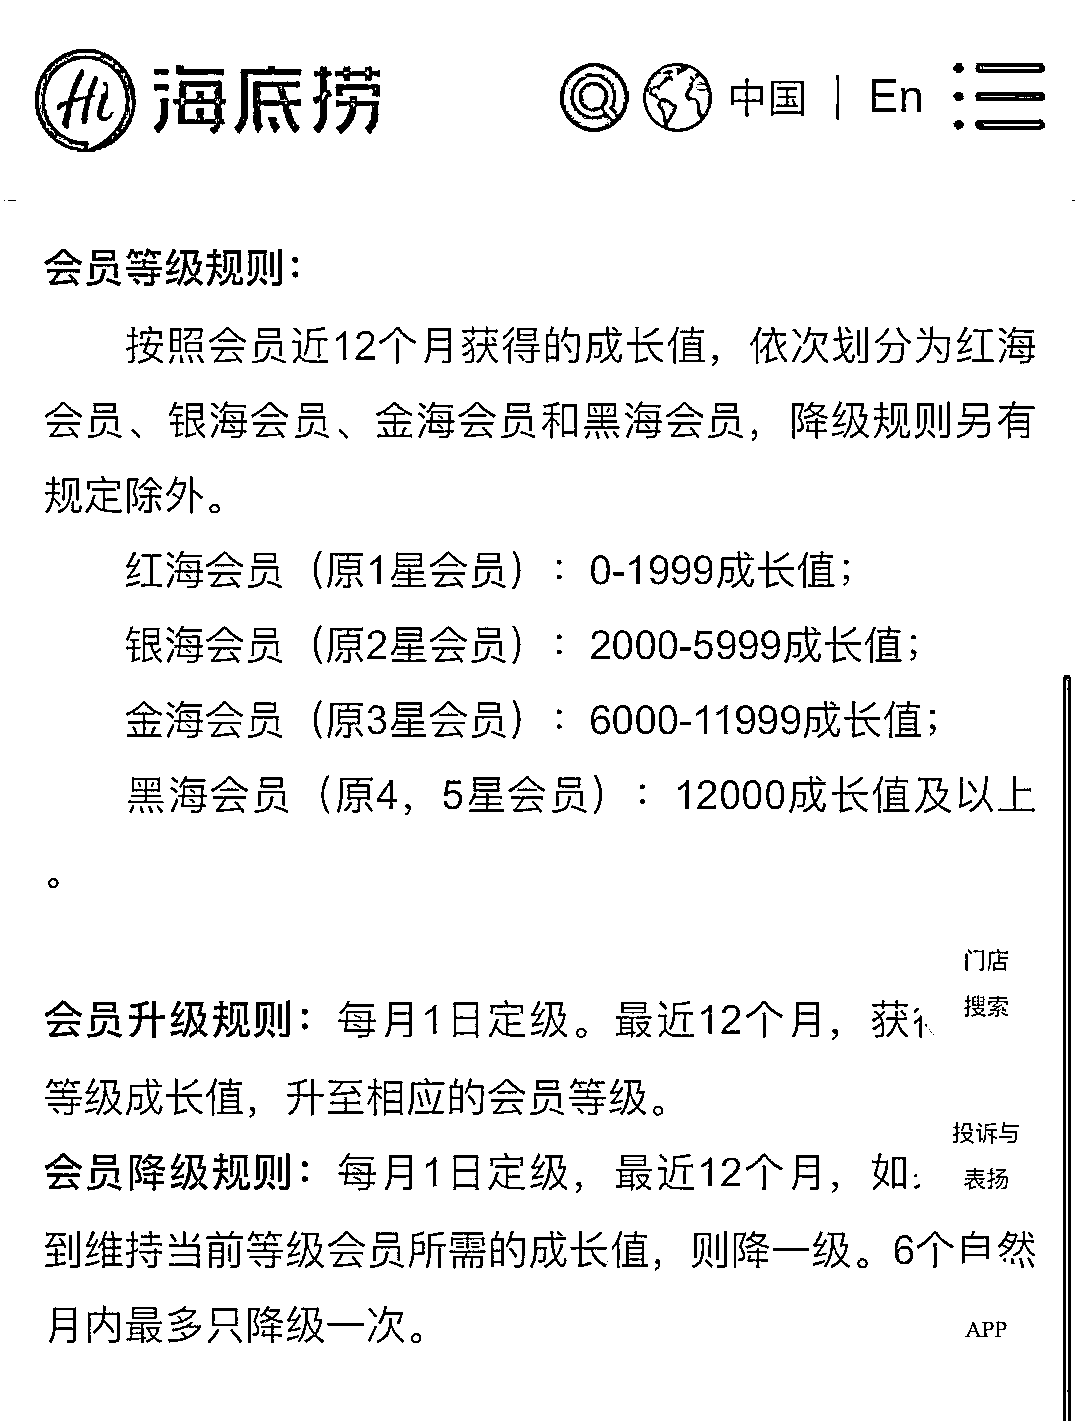 Hi 海底捞
中国 | En
会员等级规则：
按照会员近12个月获得的成长值，依次划分为红海
会员、银海会员、金海会员和黑海会员，降级规则另有
规定除外。
红海会员（原1星会员）：0-1999成长值；
银海会员（原2星会员）：2000-5999成长值；
金海会员（原3星会员）：6000-11999成长值；
黑海会员（原4，5星会员）：12000成长值及以上
。
门店
搜索
会员升级规则：每月1日定级。最近12个月，获
等级成长值，升至相应的会员等级。
投诉与
表扬
会员降级规则：每月1日定级，最近12个月，如
到维持当前等级会员所需的成长值，则降一级。6个自然
月内最多只降级一次。
APP